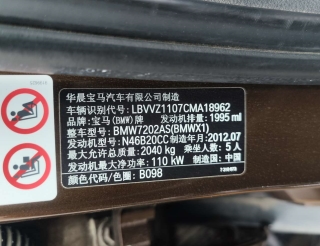 华晨宝马汽车有限公司制造
华晨识别代号: LBVVZ1107CMA18962
品牌: 宝马(BMW) 发动机排量: 1995 ml
整车型号: BMW7202AS(BMWX1)
发动机型号: N46B20CC 制造年月: 2012.07
最大允许总质量: 2040 kg 乘坐人数: 5人
发动机最大净功率: 110 kW 制造国: 中国
颜色代码/色: B098